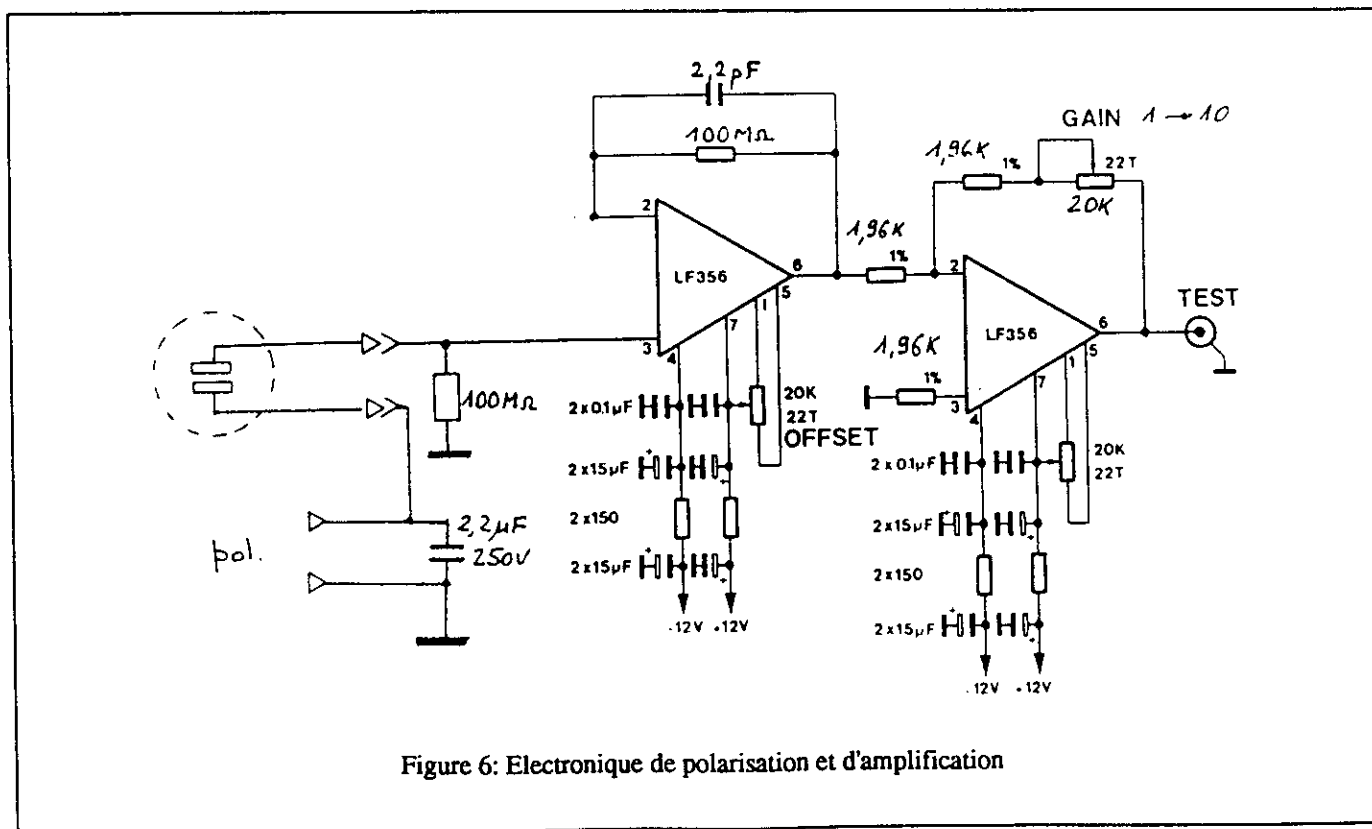 2,2 pF
100MΩ
GAIN 1 → 10
1,96K
1%
22T
20K
2
LF356
6
3
4
7
1
5
1,96K
1%
2
LF356
6
3
4
7
1
5
TEST
1,96K
1%
100MΩ
2x0.1µF
20K
22T
OFFSET
2x15µF
+
+
2x150
2x15µF
+
+
-12V +12V
2x0.1µF
20K
22T
2x15µF
+
+
2x150
2x15µF
+
+
-12V +12V
pol.
2,2µF
250V
Figure 6: Electronique de polarisation et d'amplification